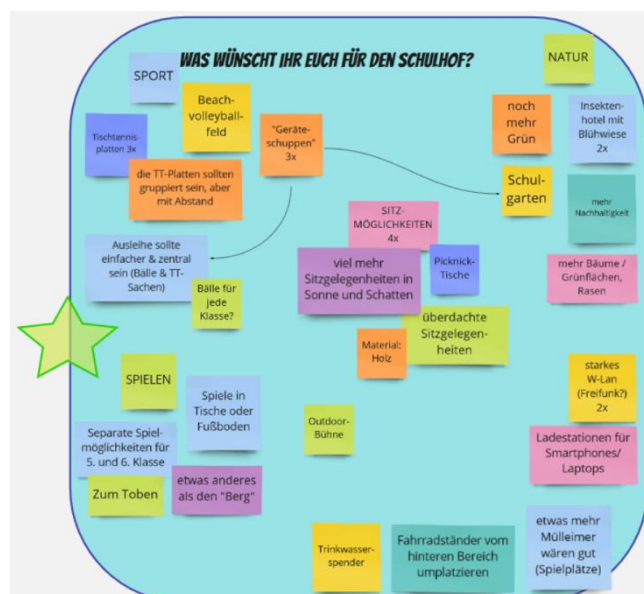 WAS WÜNSCHT IHR EUCH FÜR DEN SCHULHOF?
SPORT
Beach-
volleyball-
feld
Tischtennis-
platten 3x
die TT-Platten sollten
gruppiert sein, aber
mit Abstand
"Geräte-
schuppen"
3x
Ausleihe sollte
einfacher & zentral
sein (Bälle & TT-
Sachen)
Bälle für
jede
Klasse?
NATUR
noch
mehr
Grün
Insekten-
hotel mit
Blühwiese
2x
Schul-
garten
mehr
Nachhaltigkeit
mehr Bäume /
Grünflächen,
Rasen
SITZ-
MÖGLICHKEITEN
4x
viel mehr
Sitzgelegenheiten in
Sonne und Schatten
Picknick-
Tische
überdachte
Sitzgelegen-
heiten
Material:
Holz
SPIELEN
Spiele in
Tische oder
Fußboden
Separate Spiel-
möglichkeiten für
5. und 6. Klasse
Zum Toben
etwas anderes
als den "Berg"
Outdoor-
Bühne
starkes
W-Lan
(Freifunk?)
2x
Ladestationen für
Smartphones/
Laptops
Trinkwasser-
spender
Fahrradständer vom
hinteren Bereich
umplatzieren
etwas mehr
Mülleimer
wären gut
(Spielplätze)